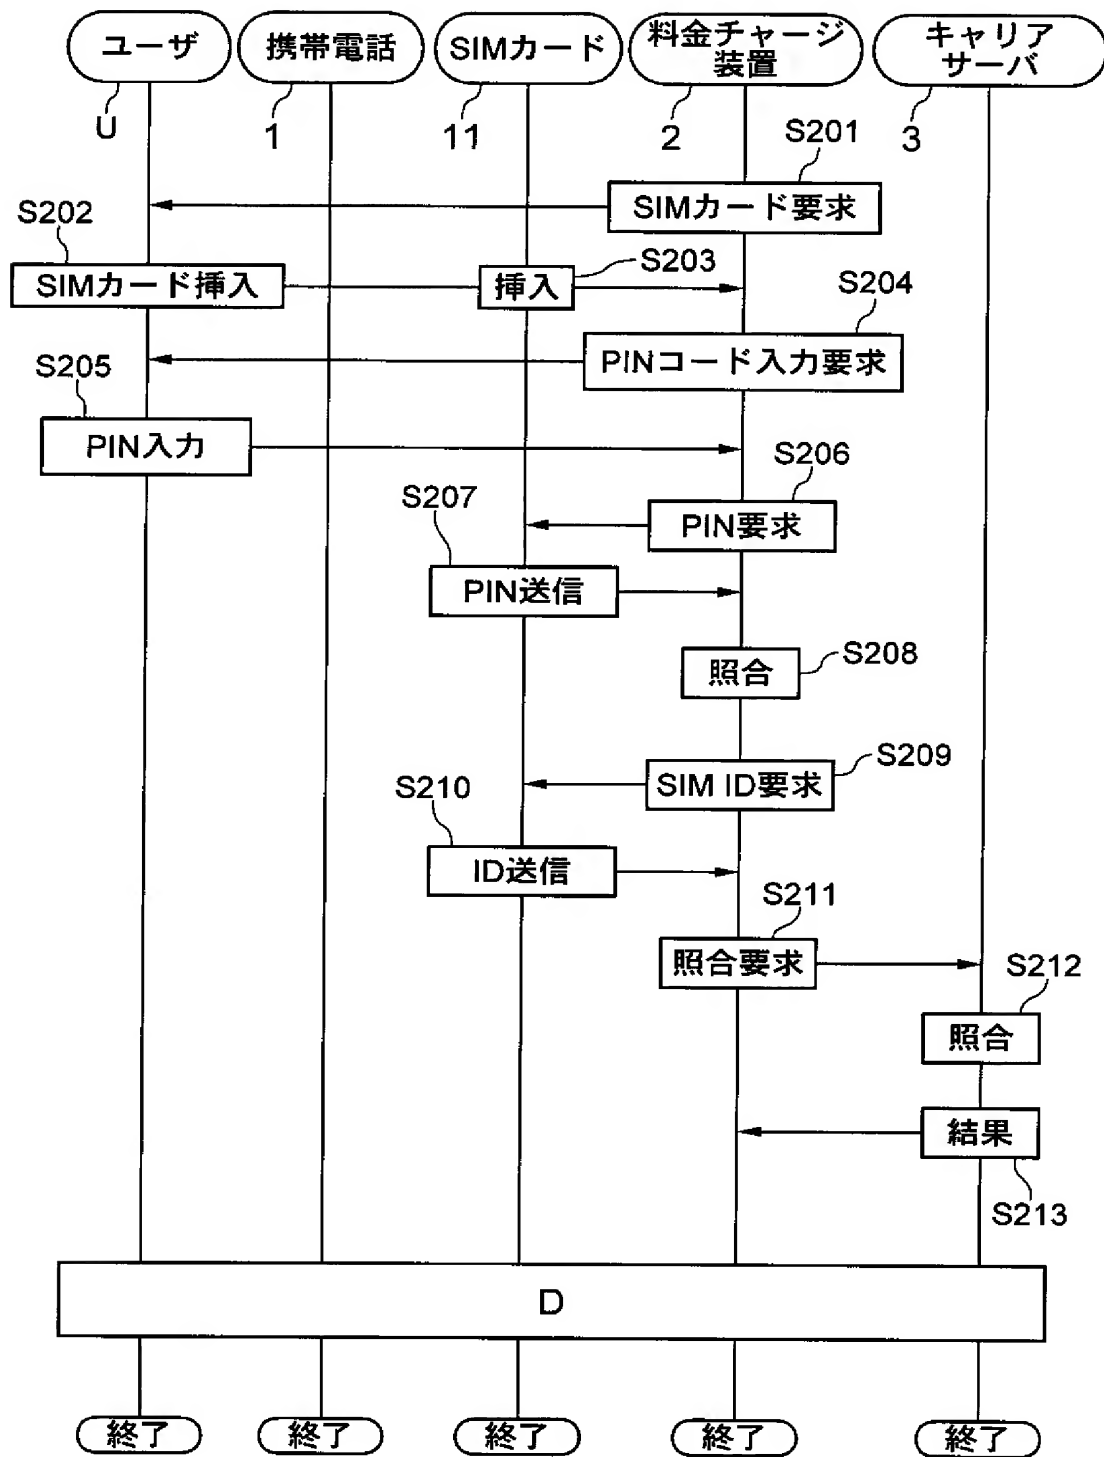 ユーザ
携帯電話
SIMカード
料金チャージ
装置
キャリア
サーバ
U
1
11
2
3
S201
SIMカード要求
S202
SIMカード挿入
挿入
S203
S204
PINコード入力要求
S205
PIN入力
S206
PIN要求
S207
PIN送信
照合
S208
S209
SIM ID要求
S210
ID送信
S211
照合要求
S212
照合
結果
S213
D
終了
終了
終了
終了
終了